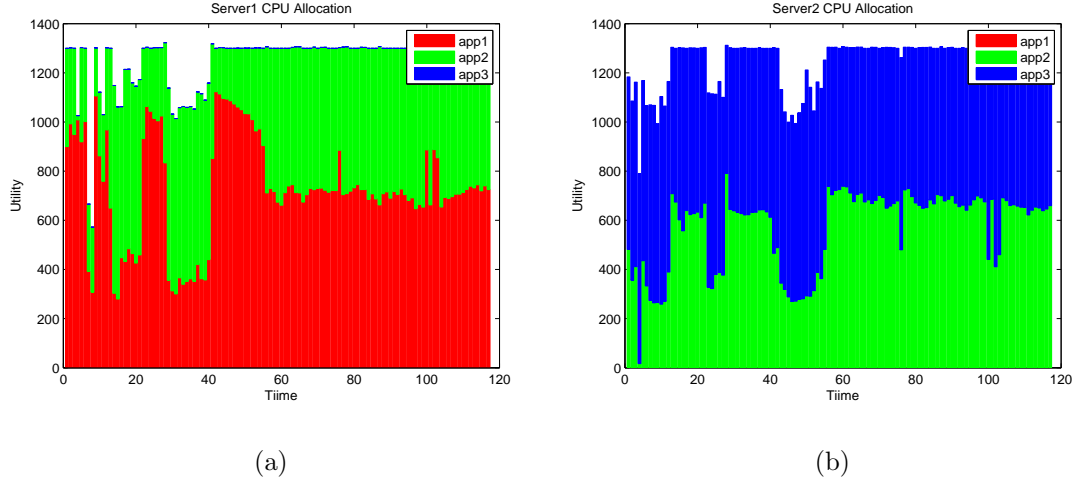 Server1 CPU Allocation
1400
1200
1000
800
600
400
200
0
Utility
0 20 40 60 80 100 120
Tiime
app1
app2
app3
(a)
Server2 CPU Allocation
1400
1200
1000
800
600
400
200
0
Utility
0 20 40 60 80 100 120
Tiime
app1
app2
app3
(b)